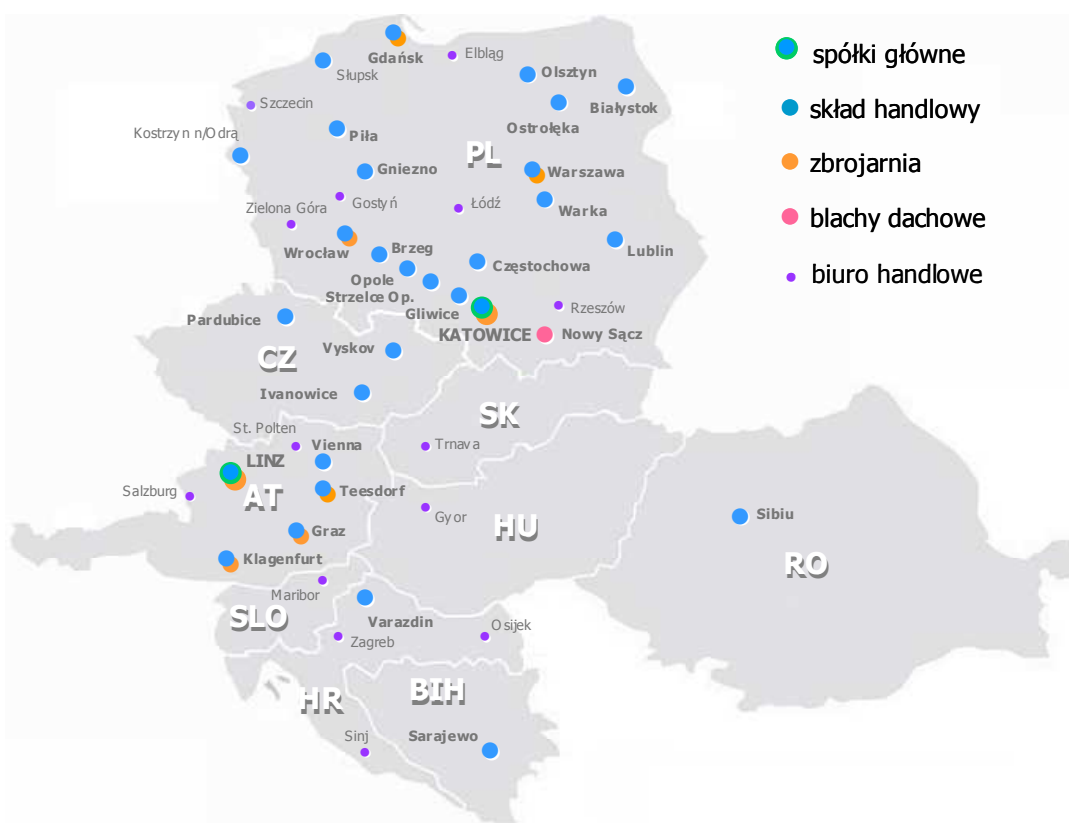 Gdańsk
Elbląg
Słupsk
Olsztyn
Białystok
Szczecin
Ostrołęka
Kostrzyn n/Odrą
Piła
PL
Gniezno
Warszawa
Gostyń
Łódź
Zielona Góra
Warka
Wrocław
Brzeg
Lublin
Opole
Częstochowa
Strzelce Op.
Gliwice
Rzeszów
KATOWICE
Nowy Sącz
Pardubice
CZ
Vyskov
Ivanowice
SK
St. Polten
Vienna
Trnava
LINZ
Salzburg
AT
Teesdorf
Gyor
HU
Sibiu
Graz
RO
Klagenfurt
Maribor
SLO
Varazdin
Osijek
Zagreb
HR
BIH
Sinj
Sarajewo
spółki główne
skład handlowy
zbrojarnia
blachy dachowe
biuro handlowe